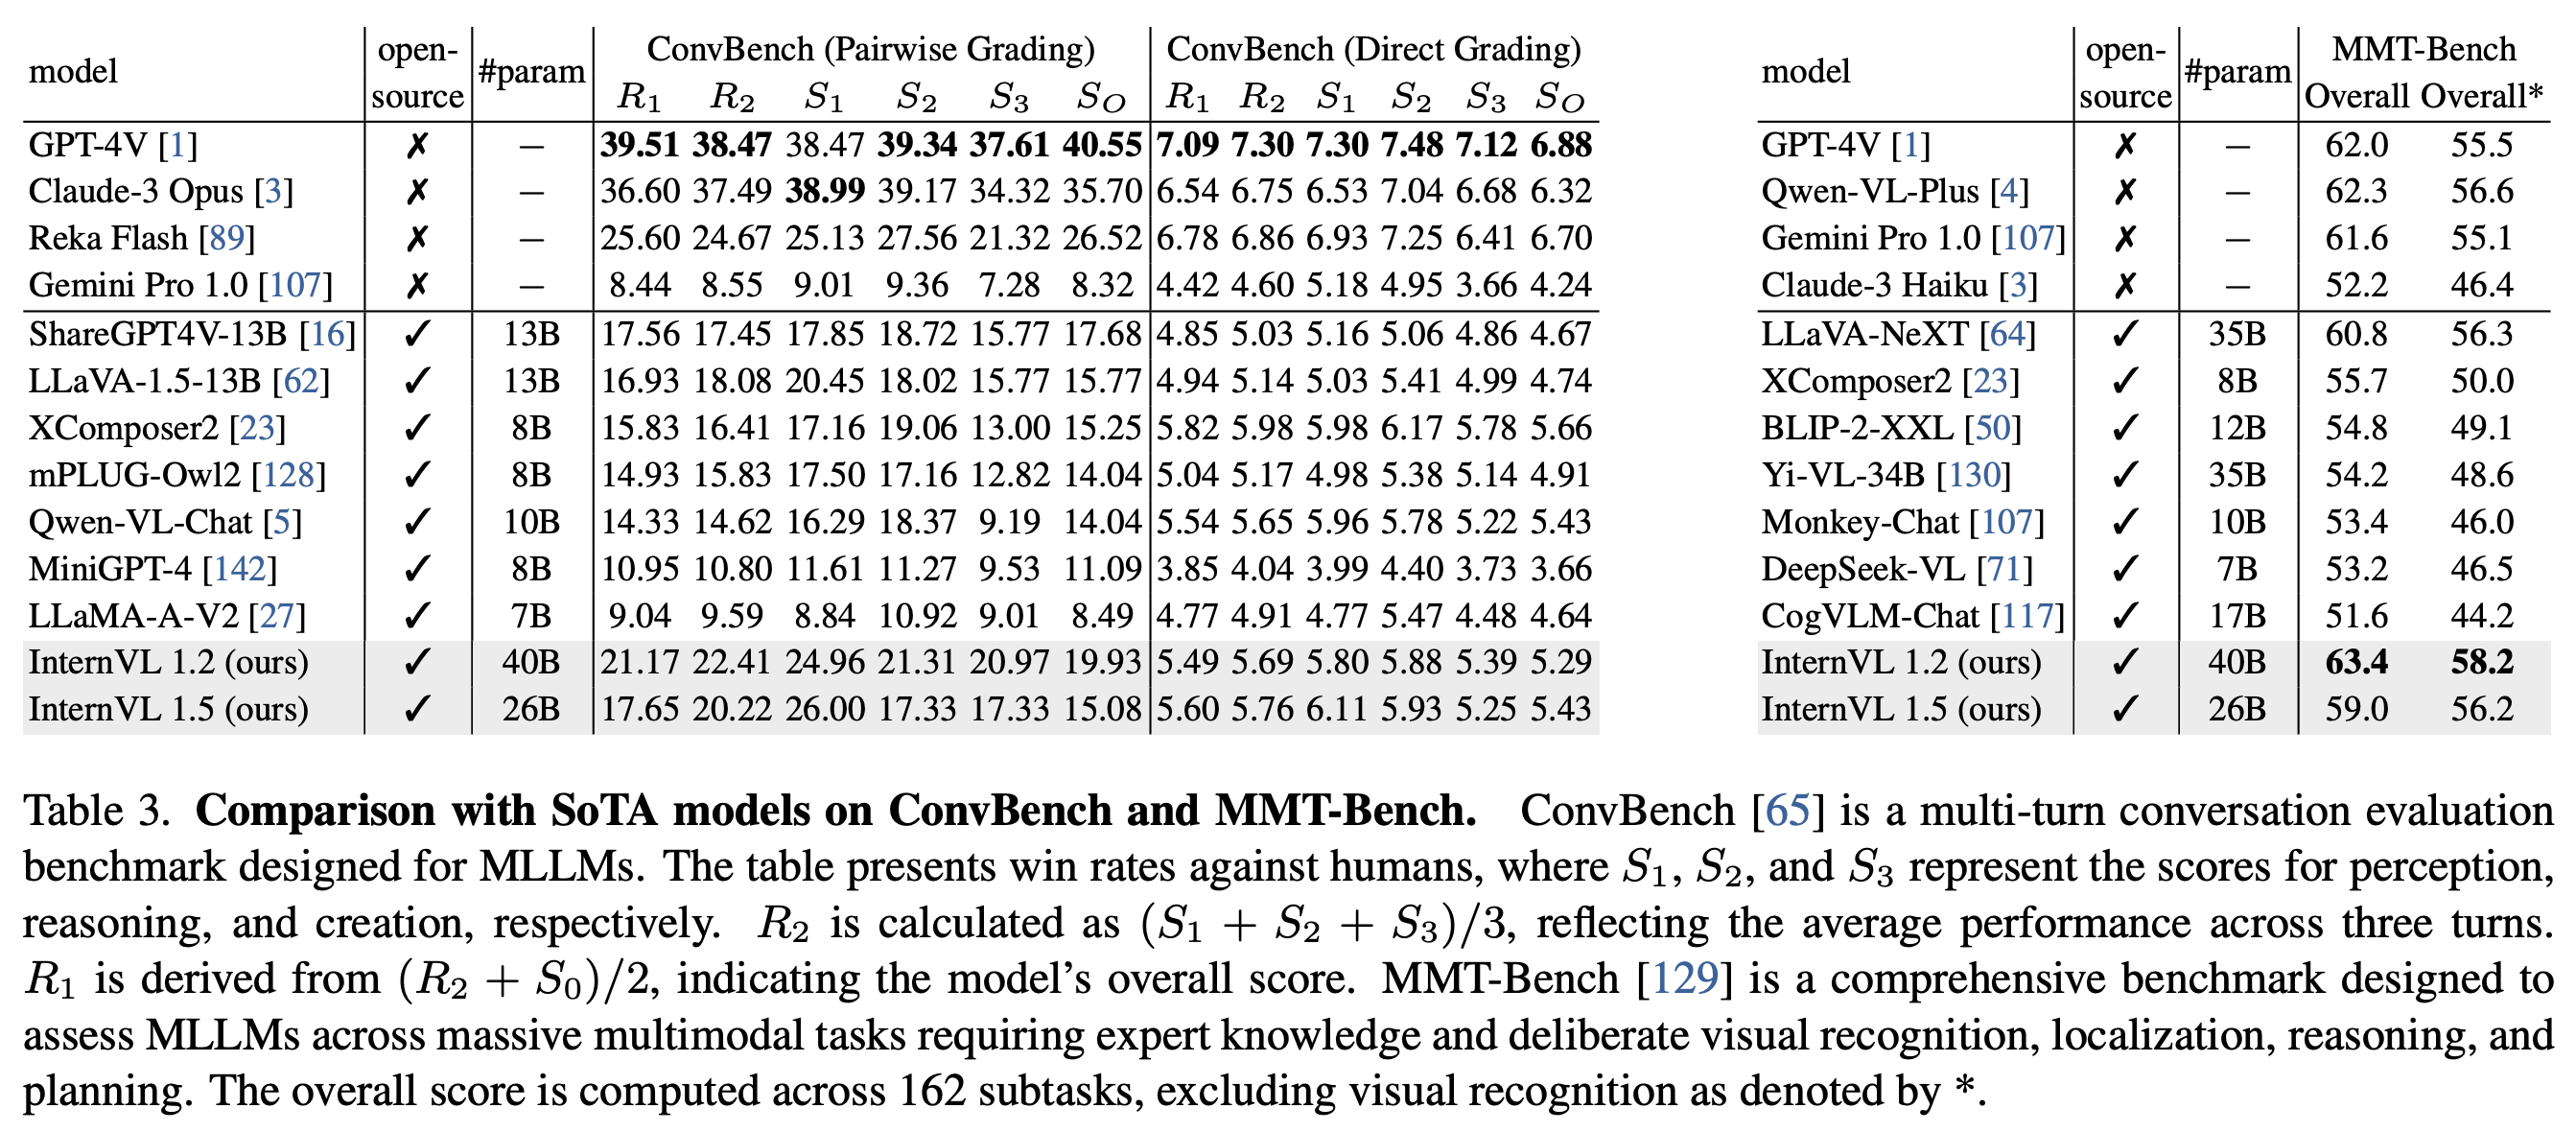 model open-source #param ConvBench (Pairwise Grading) ConvBench (Direct Grading)
R1 R2 S1 S2 S3 SO R1 R2 S1 S2 S3 SO
GPT-4V [1] ✗ – 39.51 38.47 38.47 39.34 37.61 40.55 7.09 7.30 7.30 7.48 7.12 6.88
Claude-3 Opus [3] ✗ – 36.60 37.49 38.99 39.17 34.32 35.70 6.54 6.75 6.53 7.04 6.68 6.32
Reka Flash [89] ✗ – 25.60 24.67 25.13 27.56 21.32 26.52 6.78 6.86 6.93 7.25 6.41 6.70
Gemini Pro 1.0 [107] ✗ – 8.44 8.55 9.01 9.36 7.28 8.32 4.42 4.60 5.18 4.95 3.66 4.24
ShareGPT4V-13B [16] ✓ 13B 17.56 17.45 17.85 18.72 15.77 17.68 4.85 5.03 5.16 5.06 4.86 4.67
LLaVA-1.5-13B [62] ✓ 13B 16.93 18.08 20.45 18.02 15.77 15.77 4.94 5.14 5.03 5.41 4.99 4.74
XComposer2 [23] ✓ 8B 15.83 16.41 17.16 19.06 13.00 15.25 5.82 5.98 5.98 6.17 5.78 5.66
mPLUG-Owl2 [128] ✓ 8B 14.93 15.83 17.50 17.16 12.82 14.04 5.04 5.17 4.98 5.38 5.14 4.91
Qwen-VL-Chat [5] ✓ 10B 14.33 14.62 16.29 18.37 9.19 14.04 5.54 5.65 5.96 5.78 5.22 5.43
MiniGPT-4 [142] ✓ 8B 10.95 10.80 11.61 11.27 9.53 11.09 3.85 4.04 3.99 4.40 3.73 3.66
LLaMA-A-V2 [27] ✓ 7B 9.04 9.59 8.84 10.92 9.01 8.49 4.77 4.91 4.77 5.47 4.48 4.64
InternVL 1.2 (ours) ✓ 40B 21.17 22.41 24.96 21.31 20.97 19.93 5.49 5.69 5.80 5.88 5.39 5.29
InternVL 1.5 (ours) ✓ 26B 17.65 20.22 26.00 17.33 17.33 15.08 5.60 5.76 6.11 5.93 5.25 5.43
model open-source #param MMT-Bench
Overall Overall*
GPT-4V [1] ✗ – 62.0 55.5
Qwen-VL-Plus [4] ✗ – 62.3 56.6
Gemini Pro 1.0 [107] ✗ – 61.6 55.1
Claude-3 Haiku [3] ✗ – 52.2 46.4
LLaVA-NeXT [64] ✓ 35B 60.8 56.3
XComposer2 [23] ✓ 8B 55.7 50.0
BLIP-2-XXL [50] ✓ 12B 54.8 49.1
Yi-VL-34B [130] ✓ 35B 54.2 48.6
Monkey-Chat [107] ✓ 10B 53.4 46.0
DeepSeek-VL [71] ✓ 7B 53.2 46.5
CogVLM-Chat [117] ✓ 17B 51.6 44.2
InternVL 1.2 (ours) ✓ 40B 63.4 58.2
InternVL 1.5 (ours) ✓ 26B 59.0 56.2
Table 3. Comparison with SoTA models on ConvBench and MMT-Bench. ConvBench [65] is a multi-turn conversation evaluation
benchmark designed for MLLMs. The table presents win rates against humans, where S1, S2, and S3 represent the scores for perception,
reasoning, and creation, respectively. R2 is calculated as (S1 + S2 + S3)/3, reflecting the average performance across three turns.
R1 is derived from (R2 + S0)/2, indicating the model's overall score. MMT-Bench [129] is a comprehensive benchmark designed to
assess MLLMs across massive multimodal tasks requiring expert knowledge and deliberate visual recognition, localization, reasoning, and
planning. The overall score is computed across 162 subtasks, excluding visual recognition as denoted by *.